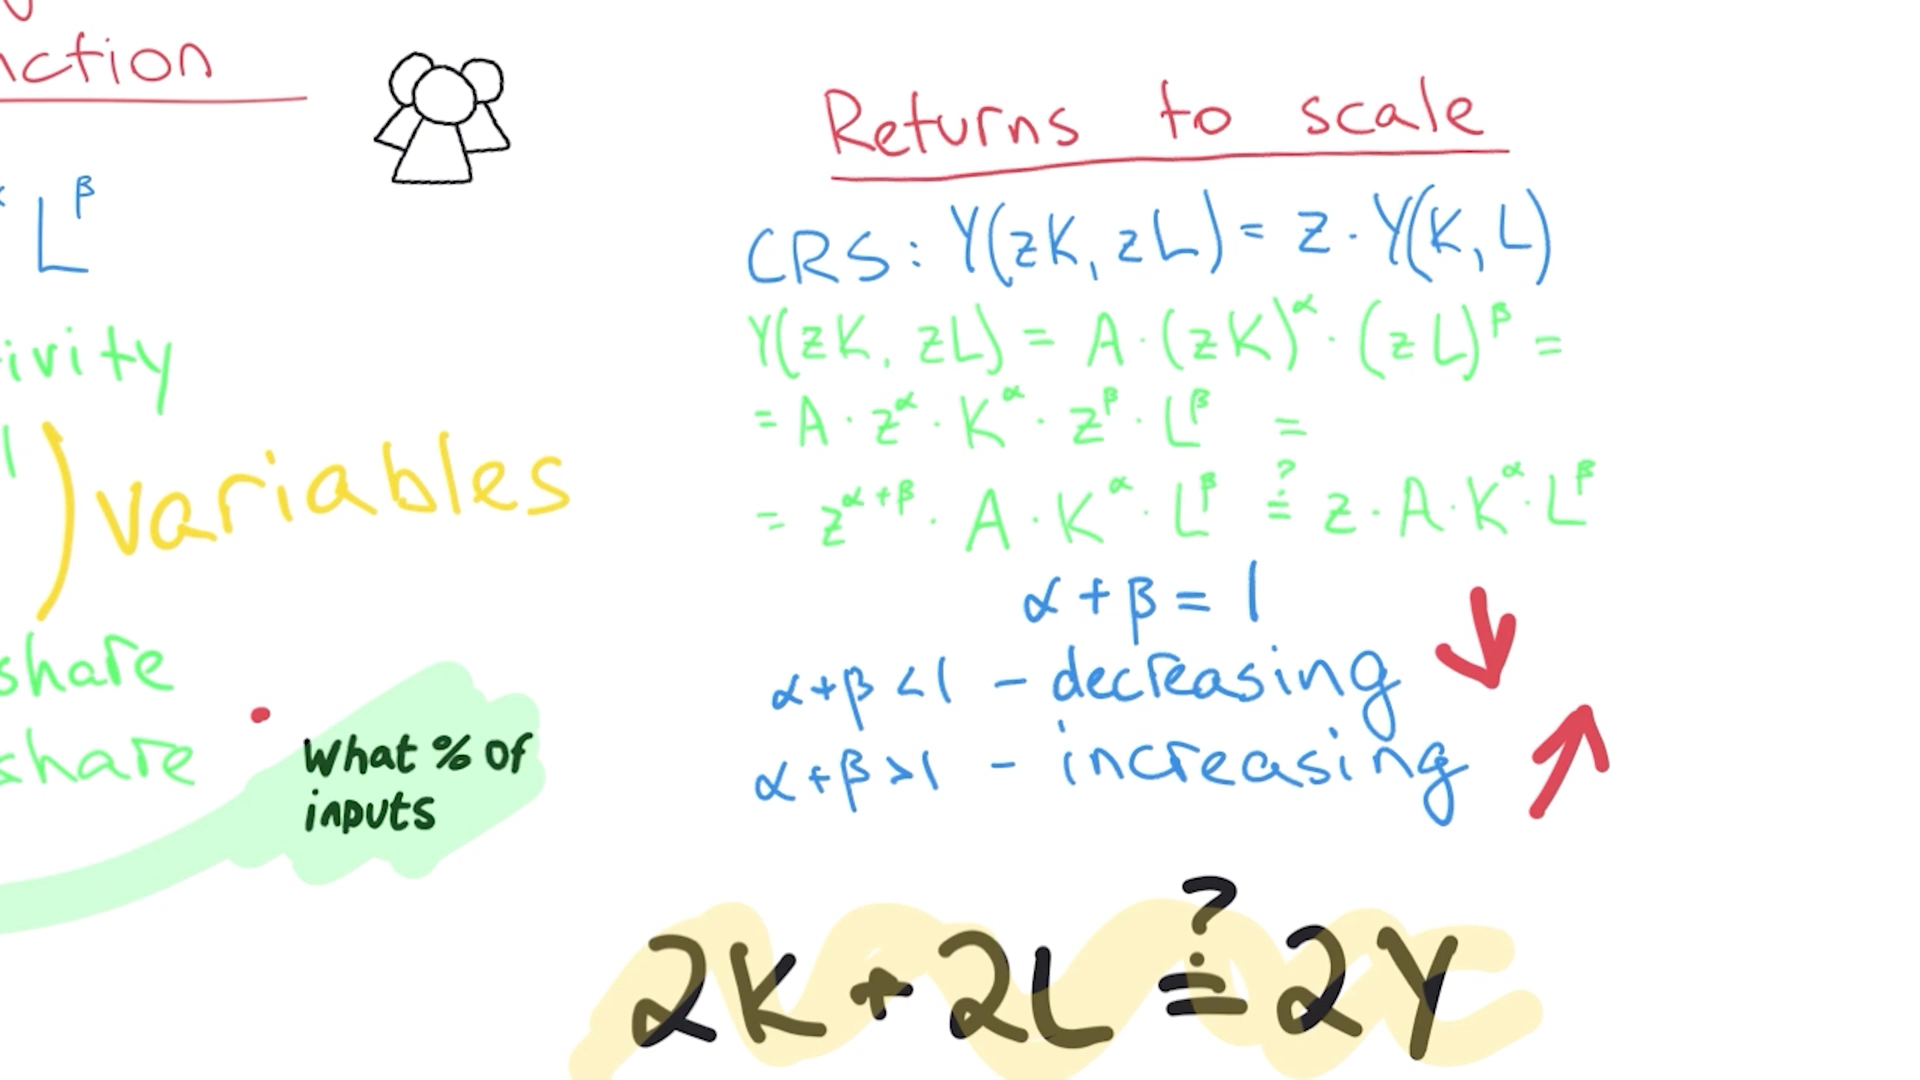 nction
L^β
ivity
variables
share
share
What % of
inputs
Returns to scale
CRS: Y(zK, zL) = z · Y(K, L)
Y(zK, zL) = A · (zK)^α · (zL)^β =
= A · z^α · K^α · z^β · L^β =
= z^(α+β) · A · K^α · L^β ≟ z · A · K^α · L^β
α + β = 1
α+β < 1 – decreasing
α+β > 1 – increasing
2K + 2L ≟ 2Y